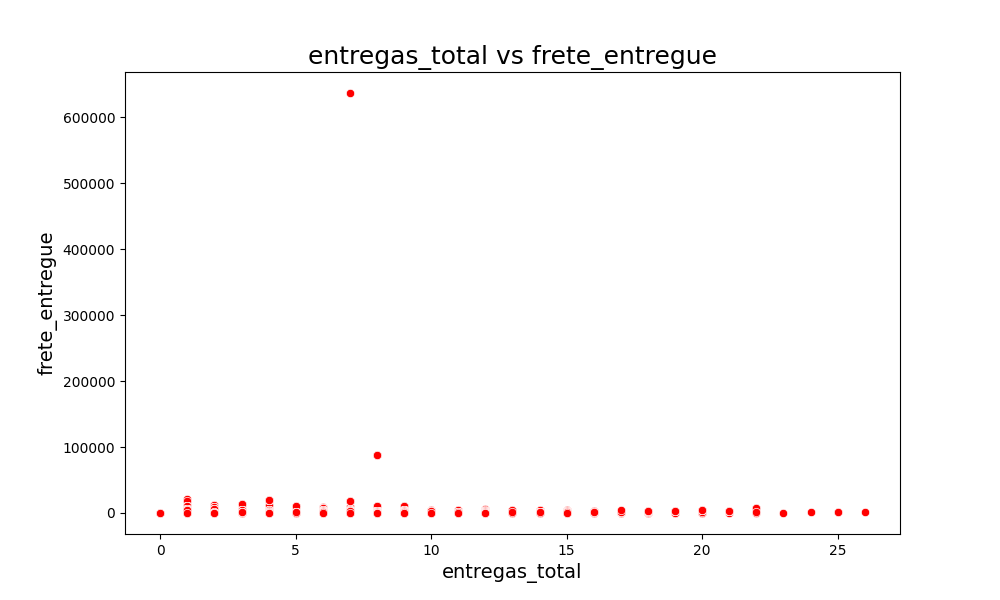 entregas_total vs frete_entregue
600000
500000
400000
300000
200000
100000
0
frete_entregue
0 5 10 15 20 25
entregas_total